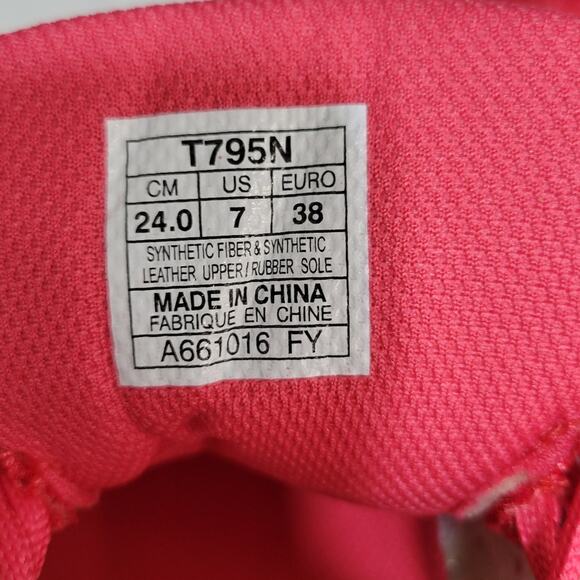 T795N
CM US EURO
24.0 7 38
SYNTHETIC FIBER & SYNTHETIC
LEATHER UPPER / RUBBER SOLE
MADE IN CHINA
FABRIQUE EN CHINE
A661016 FY